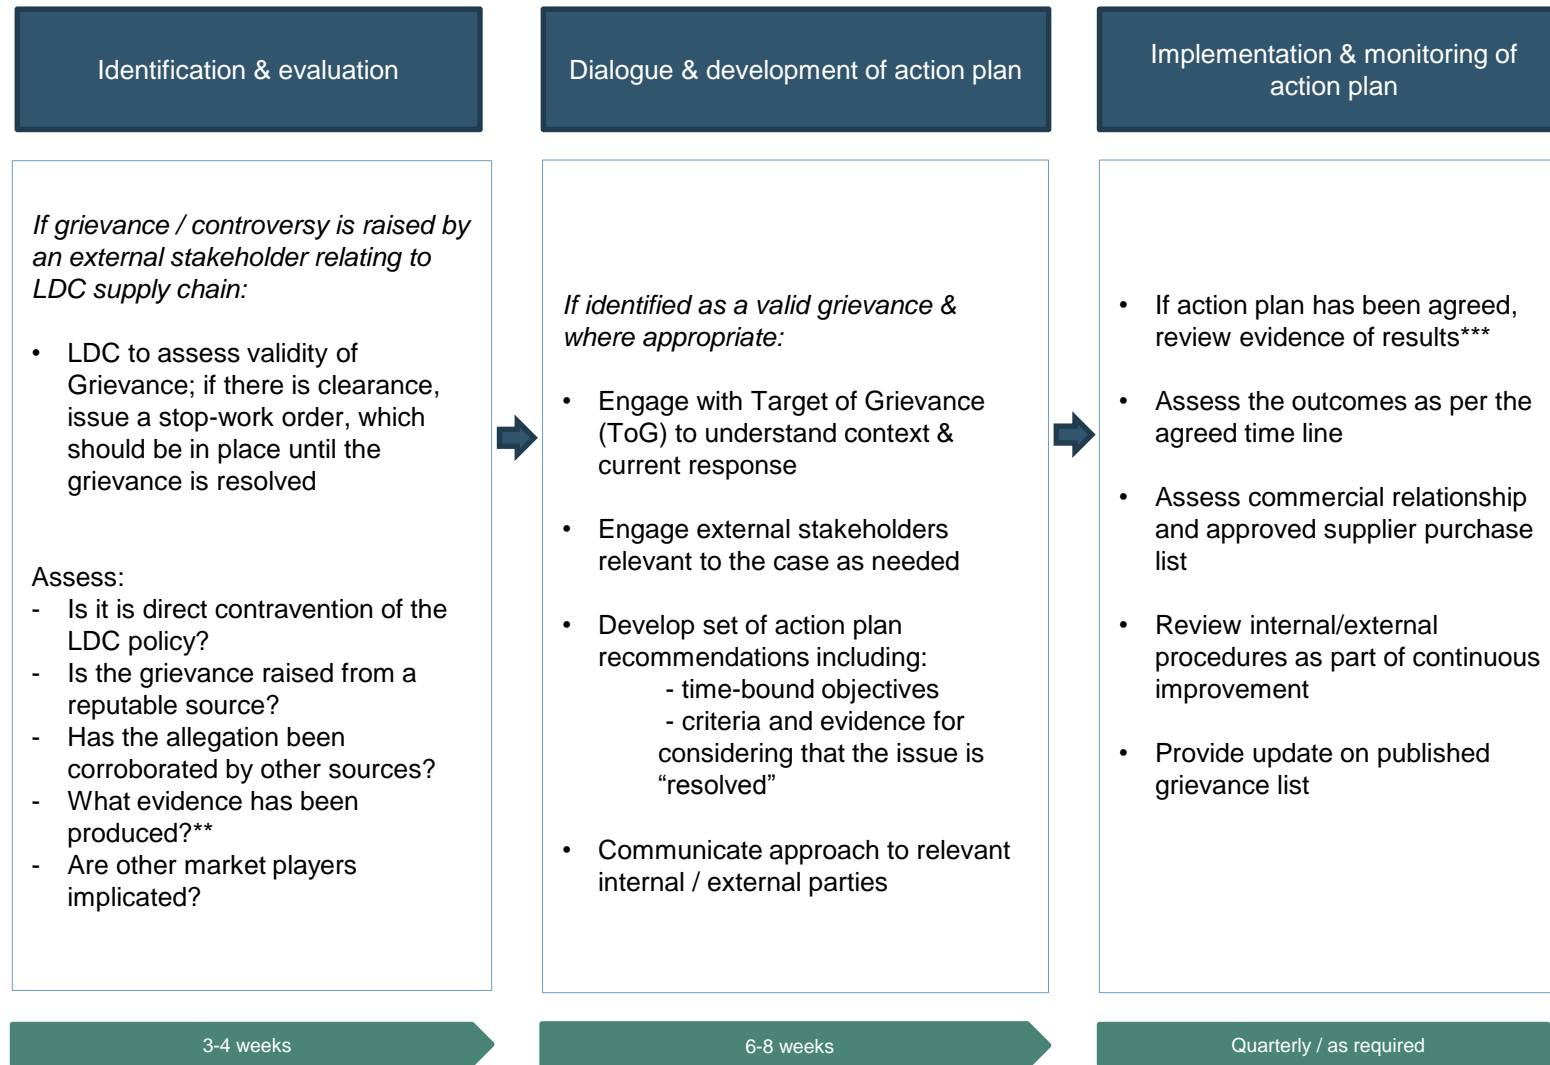 Identification & evaluation
Dialogue & development of action plan
Implementation & monitoring of
action plan
If grievance / controversy is raised by
an external stakeholder relating to
LDC supply chain:
• LDC to assess validity of
Grievance; if there is clearance,
issue a stop-work order, which
should be in place until the
grievance is resolved
Assess:
- Is it is direct contravention of the
LDC policy?
- Is the grievance raised from a
reputable source?
- Has the allegation been
corroborated by other sources?
- What evidence has been
produced?**
- Are other market players
implicated?
If identified as a valid grievance &
where appropriate:
• Engage with Target of Grievance
(ToG) to understand context &
current response
• Engage external stakeholders
relevant to the case as needed
• Develop set of action plan
recommendations including:
- time-bound objectives
- criteria and evidence for
considering that the issue is
“resolved”
• Communicate approach to relevant
internal / external parties
• If action plan has been agreed,
review evidence of results***
• Assess the outcomes as per the
agreed time line
• Assess commercial relationship
and approved supplier purchase
list
• Review internal/external
procedures as part of continuous
improvement
• Provide update on published
grievance list
3-4 weeks
6-8 weeks
Quarterly / as required